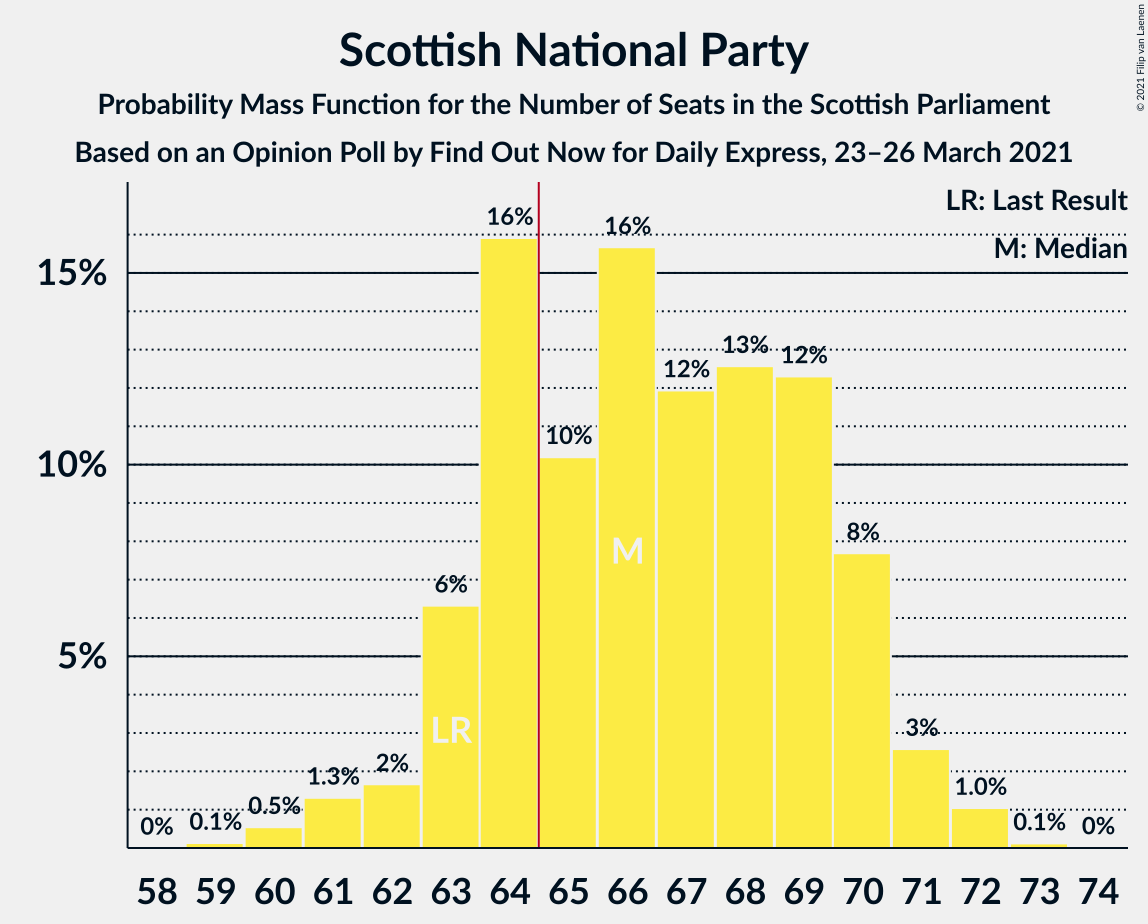 Scottish National Party
Probability Mass Function for the Number of Seats in the Scottish Parliament
Based on an Opinion Poll by Find Out Now for Daily Express, 23–26 March 2021
© 2021 Filip van Laenen
LR: Last Result
M: Median
15%
10%
5%
0%
0.1%
0.5%
1.3%
2%
6%
16%
10%
16%
12%
13%
12%
8%
3%
1.0%
0.1%
0%
LR
M
58 59 60 61 62 63 64 65 66 67 68 69 70 71 72 73 74